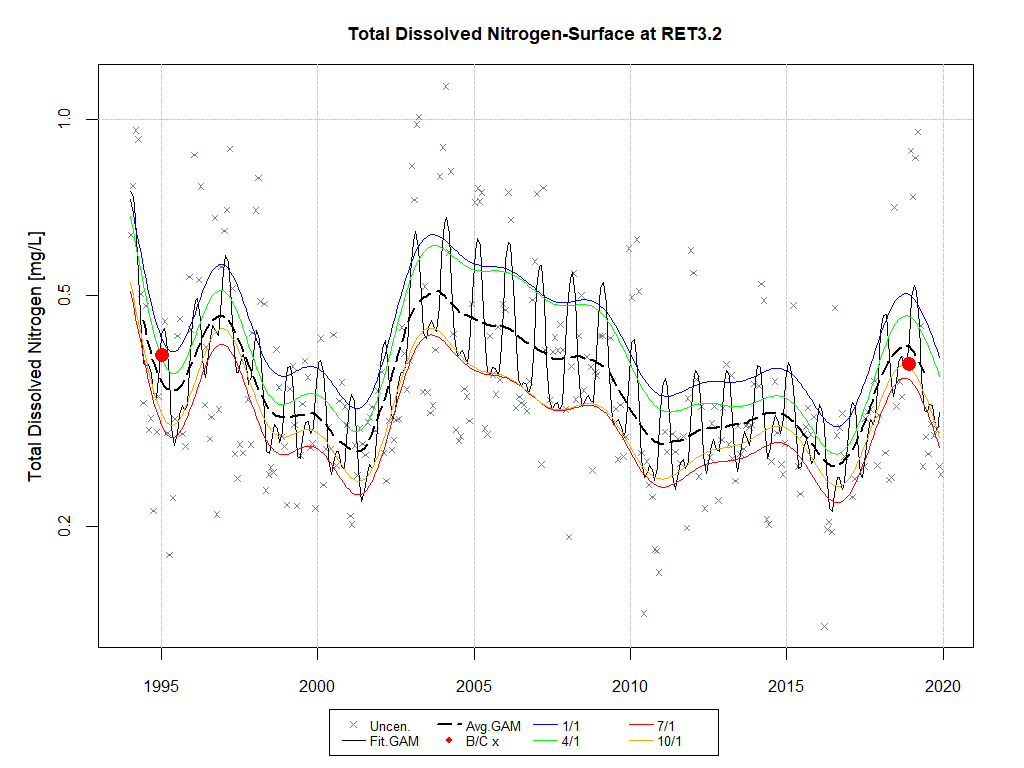 Total Dissolved Nitrogen-Surface at RET3.2
Total Dissolved Nitrogen [mg/L]
1.0
0.5
0.2
1995 2000 2005 2010 2015 2020
Uncen. Avg.GAM 1/1 7/1
Fit.GAM B/C x 4/1 10/1